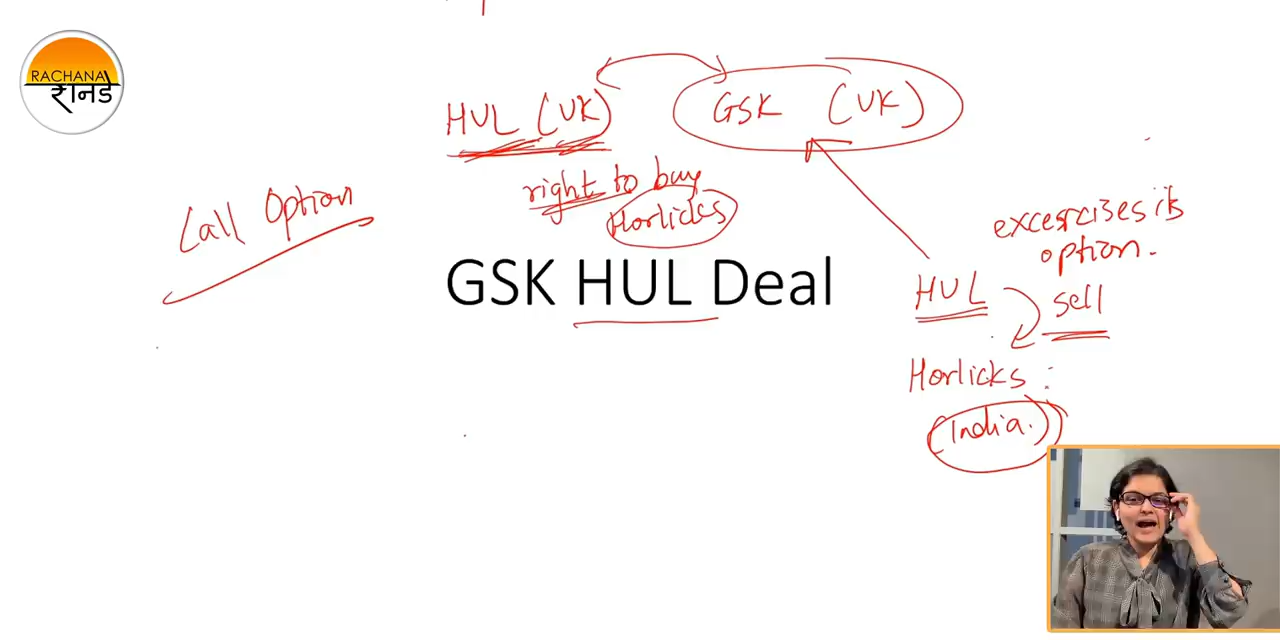 RACHANA
रानडे
HUL (UK)
GSK (UK)
right to buy
Horlicks
Call Option
excercises its
option.
GSK HUL Deal
HUL
sell
Horlicks :
(India.)